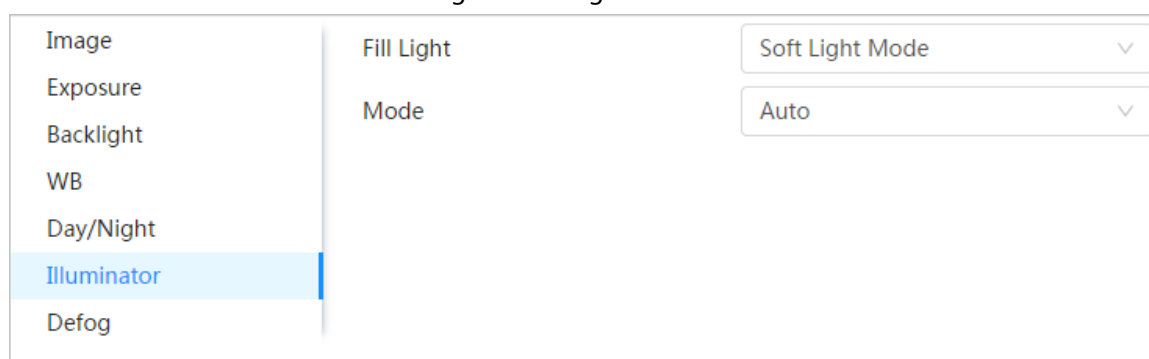 Image
Exposure
Backlight
WB
Day/Night
Illuminator
Defog
Fill Light Soft Light Mode
Mode Auto